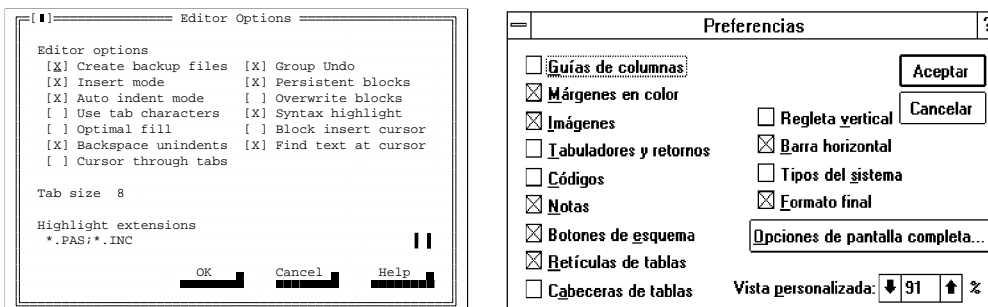 [▮] Editor Options
Editor options
[X] Create backup files [X] Group Undo
[X] Insert mode [X] Persistent blocks
[X] Auto indent mode [ ] Overwrite blocks
[ ] Use tab characters [X] Syntax highlight
[ ] Optimal fill [ ] Block insert cursor
[X] Backspace unindents [X] Find text at cursor
[ ] Cursor through tabs
Tab size 8
Highlight extensions
*.PAS;*.INC
OK Cancel Help
Preferencias ?
Guías de columnas
Márgenes en color
Imágenes
Tabuladores y retornos
Códigos
Notas
Botones de esquema
Retículas de tablas
Cabeceras de tablas
Aceptar
Cancelar
Regleta vertical
Barra horizontal
Tipos del sistema
Formato final
Opciones de pantalla completa...
Vista personalizada: 91 %